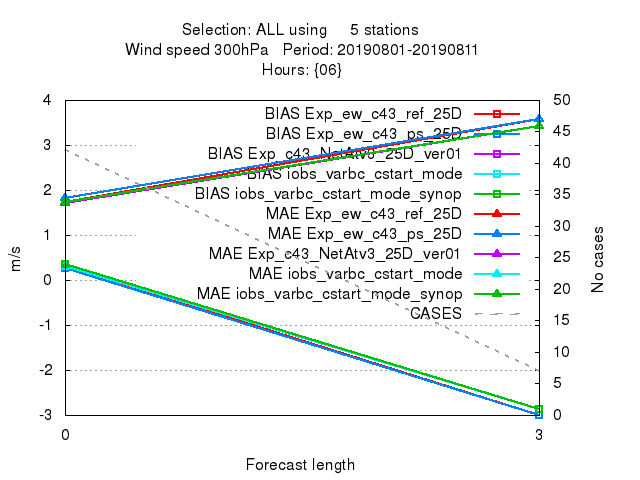 Selection: ALL using 5 stations
Wind speed 300hPa Period: 20190801-20190811
Hours: {06}
4
3
2
1
0
-1
-2
-3
50
45
40
35
30
25
20
15
10
5
0
m/s
No cases
BIAS Exp_ew_c43_ref_25D
BIAS Exp_ew_c43_ps_25D
BIAS Exp_c43_NetAtv3_25D_ver01
BIAS iobs_varbc_cstart_mode
BIAS iobs_varbc_cstart_mode_synop
MAE Exp_ew_c43_ref_25D
MAE Exp_ew_c43_ps_25D
MAE Exp_c43_NetAtv3_25D_ver01
MAE iobs_varbc_cstart_mode
MAE iobs_varbc_cstart_mode_synop
CASES
0 3
Forecast length